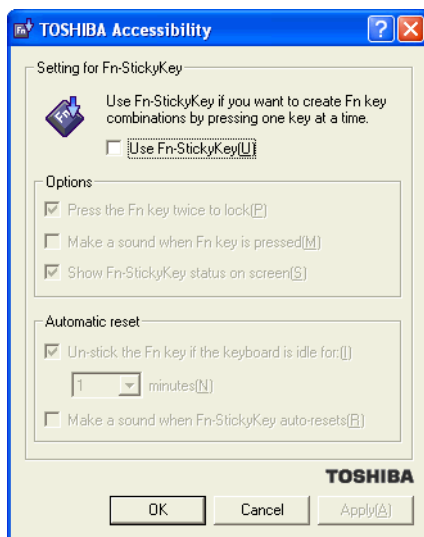 TOSHIBA Accessibility
Setting for Fn-StickyKey
Fn
Use Fn-StickyKey if you want to create Fn key
combinations by pressing one key at a time.
Use Fn-StickyKey(U)
Options
Press the Fn key twice to lock(P)
Make a sound when Fn key is pressed(M)
Show Fn-StickyKey status on screen(S)
Automatic reset
Un-stick the Fn key if the keyboard is idle for:(I)
1 minutes(N)
Make a sound when Fn-StickyKey auto-resets(R)
TOSHIBA
OK Cancel Apply(A)